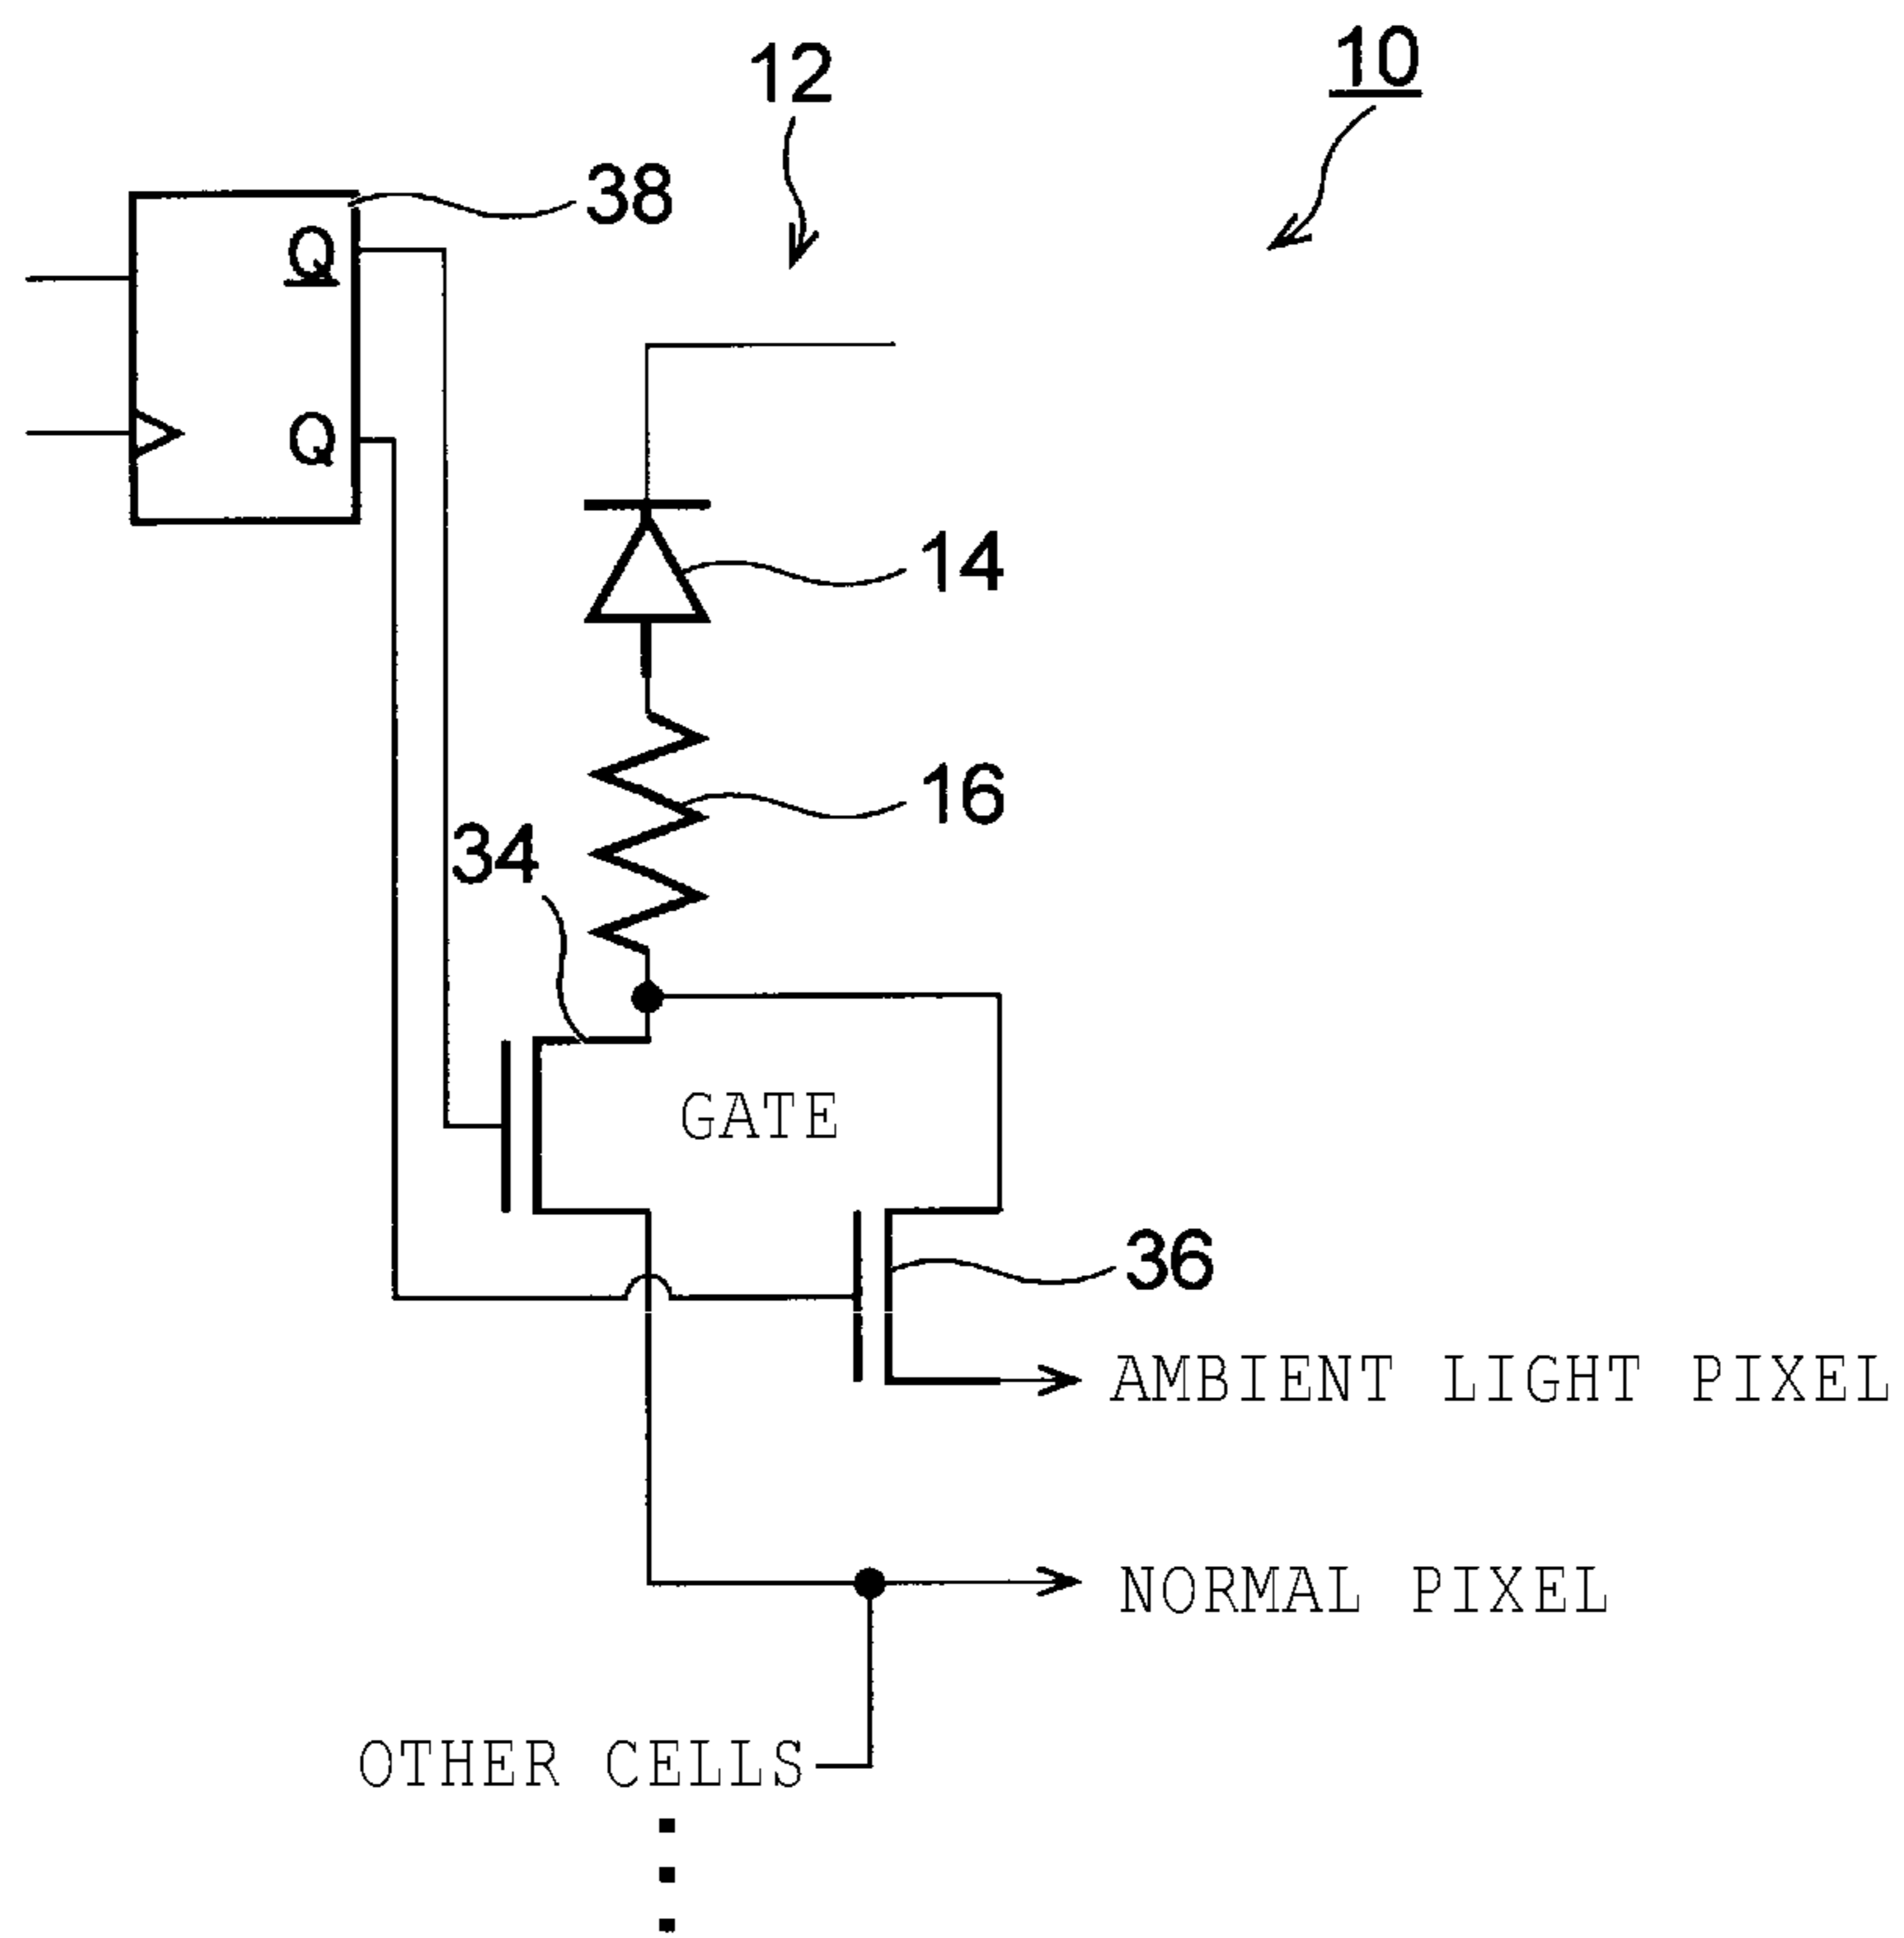 10
12
38
Q
Q
14
16
34
GATE
36
AMBIENT LIGHT PIXEL
NORMAL PIXEL
OTHER CELLS